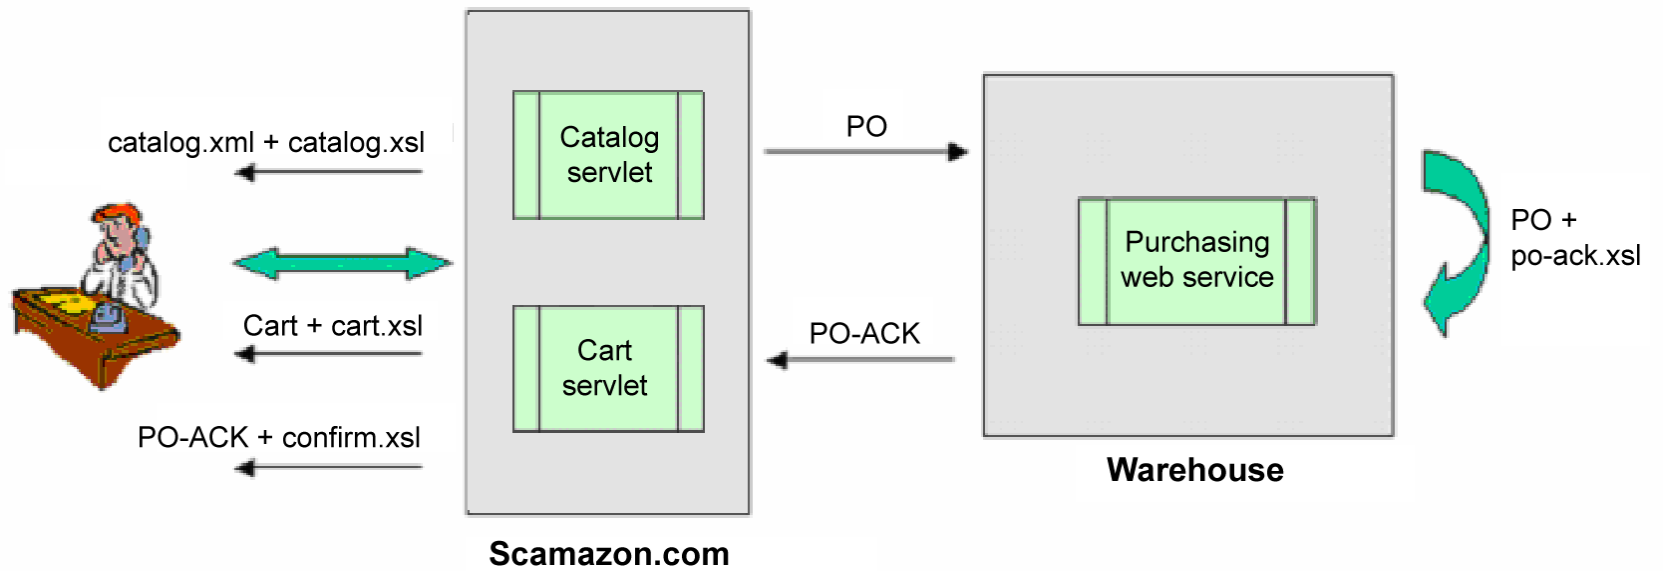 catalog.xml + catalog.xsl
Cart + cart.xsl
PO-ACK + confirm.xsl
Catalog
servlet
Cart
servlet
Scamazon.com
PO
PO-ACK
Purchasing
web service
Warehouse
PO +
po-ack.xsl